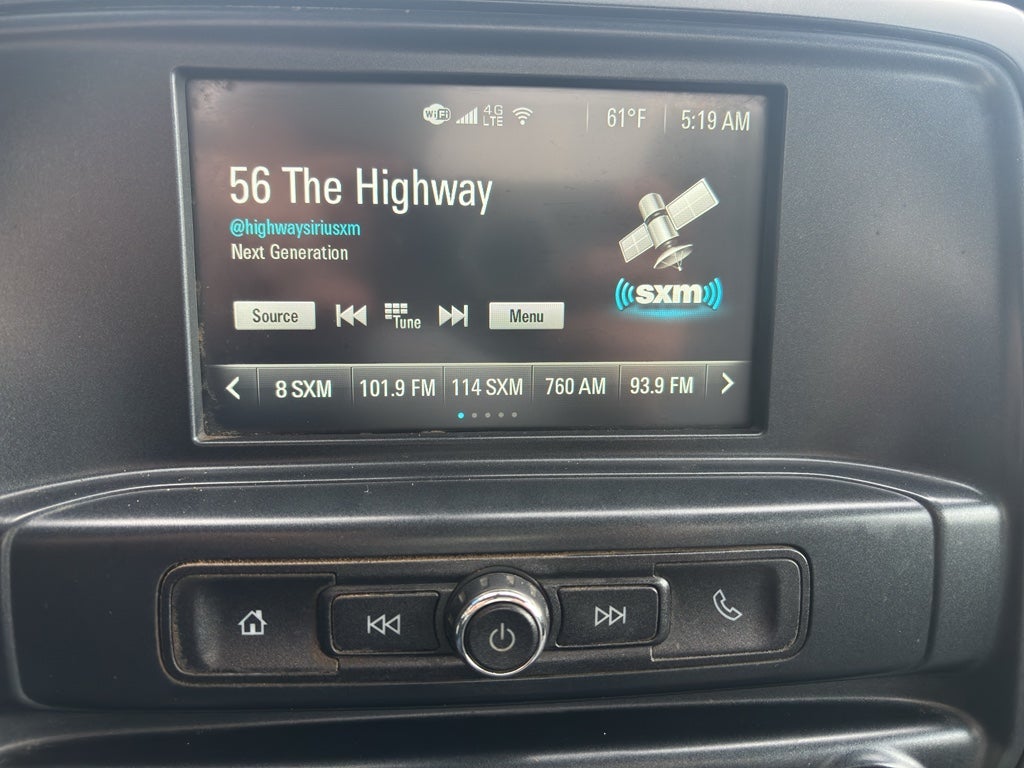 WiFi 4G LTE 61°F 5:19 AM
56 The Highway
@highwaysiriusxm
Next Generation
sxm
Source Tune Menu
8 SXM 101.9 FM 114 SXM 760 AM 93.9 FM